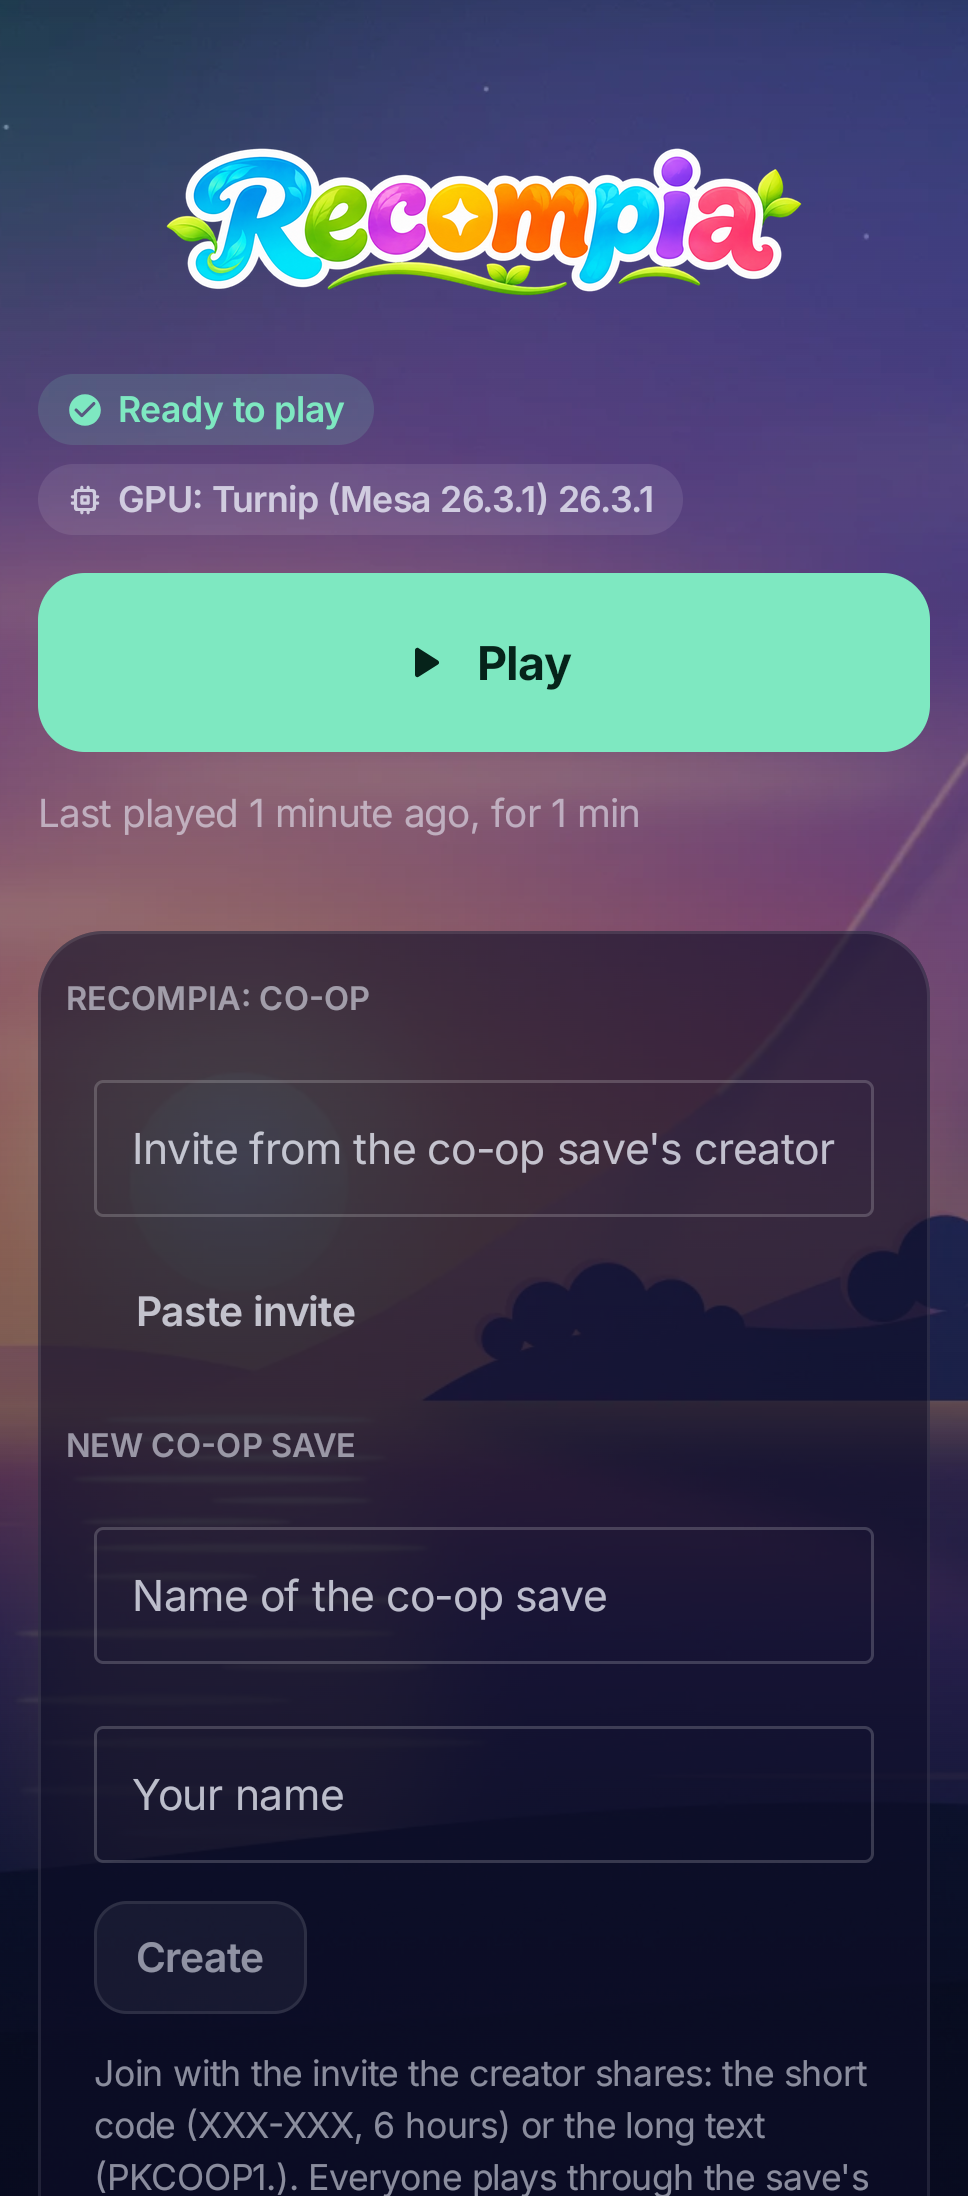 Recompia
Ready to play
GPU: Turnip (Mesa 26.3.1) 26.3.1
Play
Last played 1 minute ago, for 1 min
RECOMPIA: CO-OP
Invite from the co-op save's creator
Paste invite
NEW CO-OP SAVE
Name of the co-op save
Your name
Create
Join with the invite the creator shares: the short
code (XXX-XXX, 6 hours) or the long text
(PKCOOP1.). Everyone plays through the save's